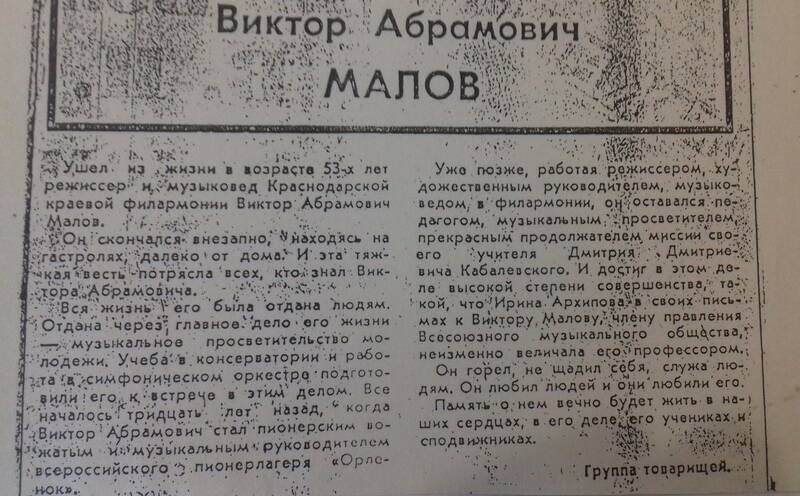 Виктор Абрамович
МАЛОВ
Ушел из жизни в возрасте 53-х лет
режиссер и музыковед Краснодарской
краевой филармонии Виктор Абрамович
Малов.
Он скончался внезапно, находясь на
гастролях, далеко от дома. И эта тяж-
кая весть потрясла всех, кто знал Вик-
тора Абрамовича.
Вся жизнь его была отдана людям.
Отдана через главное дело его жизни
— музыкальное просветительство мо-
лодежи. Учеба в консерватории и рабо-
та в симфоническом оркестре подгото-
вили его к встрече в этим делом. Все
началось тридцать лет назад, когда
Виктор Абрамович стал пионерским во-
жатым и музыкальным руководителем
всероссийского пионерлагеря «Орле-
нок».
Уже позже, работая режиссером, ху-
дожественным руководителем, музыко-
ведом в филармонии, он оставался пе-
дагогом, музыкальным просветителем,
прекрасным продолжателем миссии сво-
его учителя Дмитрия Дмитрие-
вича Кабалевского. И достиг в этом де-
ле высокой степени совершенства, та-
кой, что Ирина Архипова в своих пись-
мах к Виктору Малову, члену правления
Всесоюзного музыкального общества,
неизменно величала его профессором.
Он горел, не щадил себя, служа лю-
дям. Он любил людей и они любили его.
Память о нем вечно будет жить в на-
ших сердцах, в его деле, его учениках и
сподвижниках.
Группа товарищей.